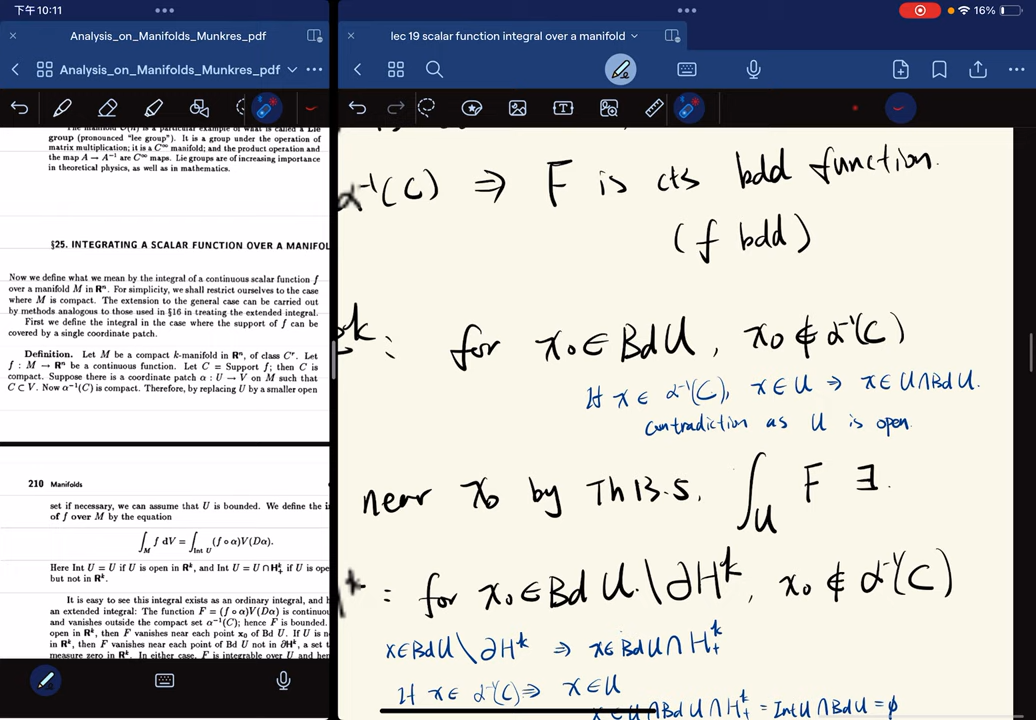 下午10:11
16%
Analysis_on_Manifolds_Munkres_pdf
Analysis_on_Manifolds_Munkres_pdf
group (pronounced "lee group"). It is a group under the operation of
matrix multiplication; it is a C∞ manifold; and the product operation and
the map A → A⁻¹ are C∞ maps. Lie groups are of increasing importance
in theoretical physics, as well as in mathematics.
§25. INTEGRATING A SCALAR FUNCTION OVER A MANIFOL
Now we define what we mean by the integral of a continuous scalar function f
over a manifold M in Rⁿ. For simplicity, we shall restrict ourselves to the case
where M is compact. The extension to the general case can be carried out
by methods analogous to those used in §16 in treating the extended integral.
First we define the integral in the case where the support of f can be
covered by a single coordinate patch.
Definition. Let M be a compact k-manifold in Rⁿ, of class Cʳ. Let
f : M → Rⁿ be a continuous function. Let C = Support f; then C is
compact. Suppose there is a coordinate patch α : U → V on M such that
C ⊂ V. Now α⁻¹(C) is compact. Therefore, by replacing U by a smaller open
210 Manifolds
set if necessary, we can assume that U is bounded. We define the i
of f over M by the equation
∫_M f dV = ∫_{Int U} (f ∘ α)V(Dα).
Here Int U = U if U is open in Rᵏ, and Int U = U ∩ H₊ᵏ if U is ope
but not in Rᵏ.
It is easy to see this integral exists as an ordinary integral, and h
an extended integral: The function F = (f ∘ α)V(Dα) is continuou
and vanishes outside the compact set α⁻¹(C); hence F is bounded.
open in Rᵏ, then F vanishes near each point x₀ of Bd U. If U is n
in Rᵏ, then F vanishes near each point of Bd U not in ∂Hᵏ, a set
measure zero in Rᵏ. In either case, F is integrable over U and her
lec 19 scalar function integral over a manifold
α⁻¹(C) ⇒ F is cts bdd function.
(f bdd)
k : for x₀ ∈ Bd U, x₀ ∉ α⁻¹(C)
If x ∈ α⁻¹(C), x ∈ U ⇒ x ∈ U ∩ Bd U.
contradiction as U is open.
near x₀ by Th 13.5, ∫_U F ∃.
k : for x₀ ∈ Bd U \ ∂Hᵏ, x₀ ∉ α⁻¹(C)
x ∈ Bd U \ ∂Hᵏ ⇒ x ∈ Bd U ∩ H₊ᵏ
If x ∈ α⁻¹(C) ⇒ x ∈ U
x ∈ U ∩ Bd U ∩ H₊ᵏ = Int U ∩ Bd U = ∅